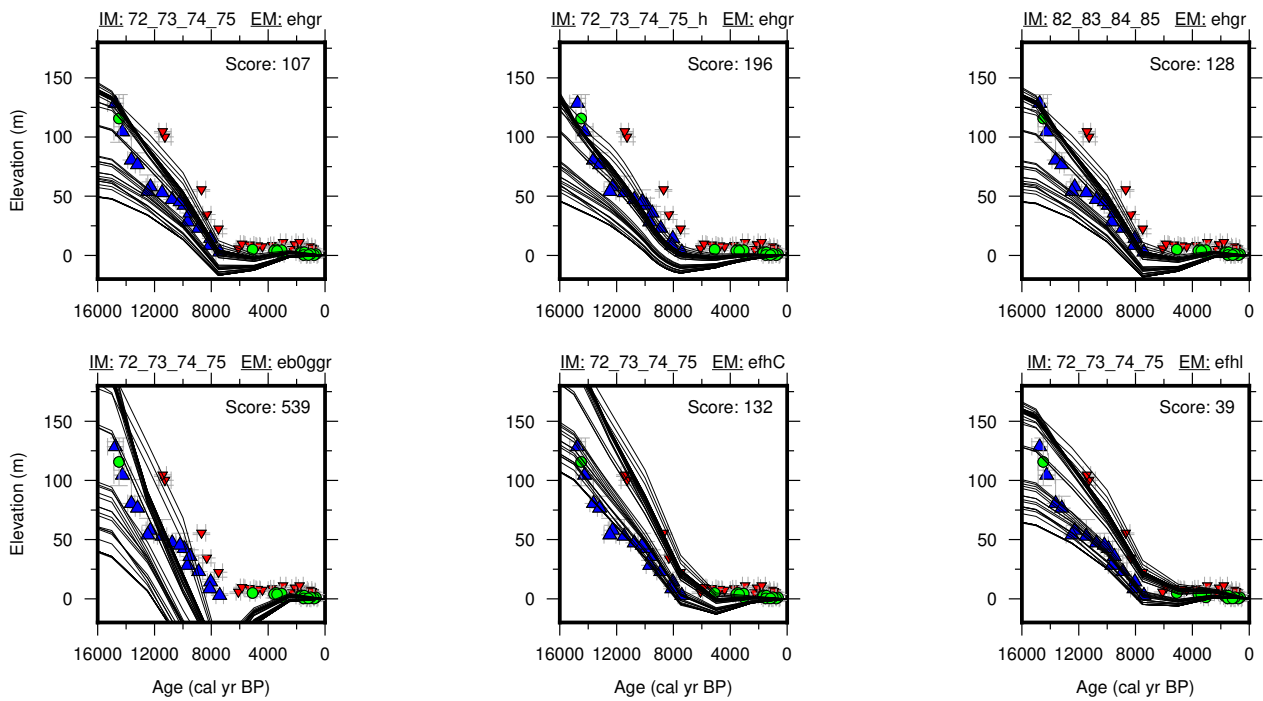 IM: 72_73_74_75 EM: ehgr
IM: 72_73_74_75_h EM: ehgr
IM: 82_83_84_85 EM: ehgr
Score: 107
Score: 196
Score: 128
150
100
50
0
Elevation (m)
16000 12000 8000 4000 0
150
100
50
0
16000 12000 8000 4000 0
150
100
50
0
16000 12000 8000 4000 0
IM: 72_73_74_75 EM: eb0ggr
IM: 72_73_74_75 EM: efhC
IM: 72_73_74_75 EM: efhl
Score: 539
Score: 132
Score: 39
150
100
50
0
Elevation (m)
16000 12000 8000 4000 0
Age (cal yr BP)
150
100
50
0
16000 12000 8000 4000 0
Age (cal yr BP)
150
100
50
0
16000 12000 8000 4000 0
Age (cal yr BP)